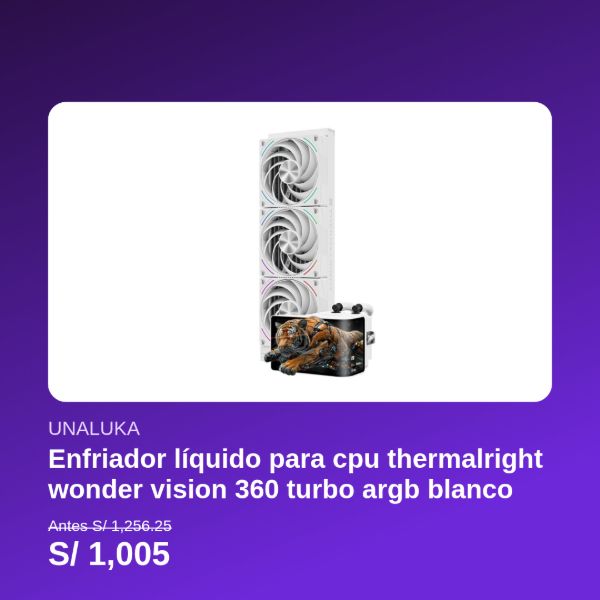 UNALUKA
Enfriador líquido para cpu thermalright
wonder vision 360 turbo argb blanco
Antes S/ 1,256.25
S/ 1,005